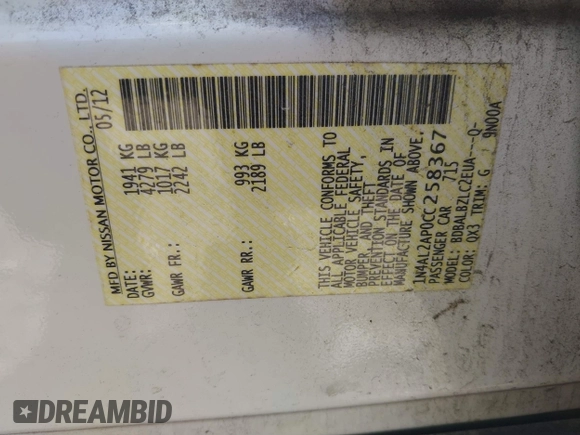 MFD BY NISSAN MOTOR CO., LTD.
DATE: 05/12
GVWR: 1941 KG
4279 LB
GAWR FR.: 1017 KG
2242 LB
GAWR RR.: 993 KG
2189 LB
THIS VEHICLE CONFORMS TO
ALL APPLICABLE FEDERAL
MOTOR VEHICLE SAFETY,
BUMPER, AND THEFT
PREVENTION STANDARDS IN
EFFECT ON THE DATE OF
MANUFACTURE SHOWN ABOVE.
1N4AL2AP0CC258367
PASSENGER CAR 715
MODEL: BDBALBZLC2EUA---Q-
COLOR: QX3 TRIM: G 9N00A
DREAMBID